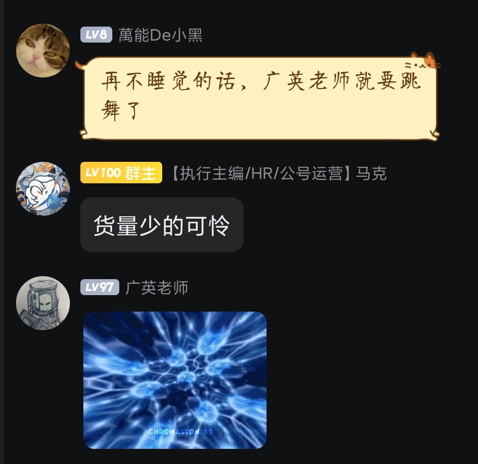 LV8 萬能De小黑
再不睡觉的话，广英老师就要跳
舞了
LV100 群主 【执行主编/HR/公号运营】马克
货量少的可怜
LV97 广英老师